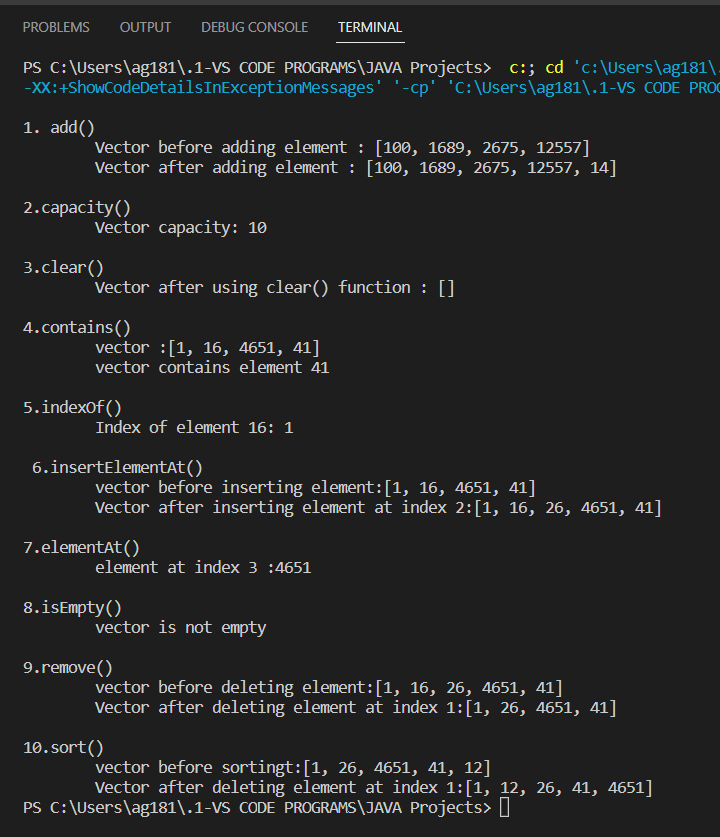 PROBLEMS OUTPUT DEBUG CONSOLE TERMINAL
PS C:\Users\ag181\.1-VS CODE PROGRAMS\JAVA Projects>  c:; cd 'c:\Users\ag181\.
-XX:+ShowCodeDetailsInExceptionMessages' '-cp' 'C:\Users\ag181\.1-VS CODE PRO
1. add()
Vector before adding element : [100, 1689, 2675, 12557]
Vector after adding element : [100, 1689, 2675, 12557, 14]
2.capacity()
Vector capacity: 10
3.clear()
Vector after using clear() function : []
4.contains()
vector :[1, 16, 4651, 41]
vector contains element 41
5.indexOf()
Index of element 16: 1
6.insertElementAt()
vector before inserting element:[1, 16, 4651, 41]
Vector after inserting element at index 2:[1, 16, 26, 4651, 41]
7.elementAt()
element at index 3 :4651
8.isEmpty()
vector is not empty
9.remove()
vector before deleting element:[1, 16, 26, 4651, 41]
Vector after deleting element at index 1:[1, 26, 4651, 41]
10.sort()
vector before sortingt:[1, 26, 4651, 41, 12]
Vector after deleting element at index 1:[1, 12, 26, 41, 4651]
PS C:\Users\ag181\.1-VS CODE PROGRAMS\JAVA Projects>